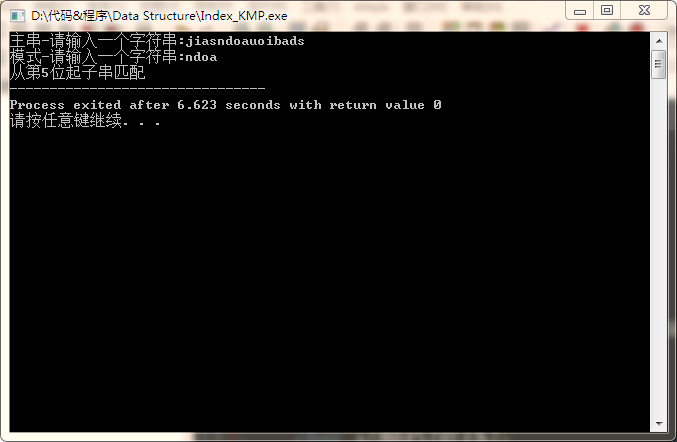 D:\代码&程序\Data Structure\Index_KMP.exe
主串-请输入一个字符串:jiasndoauoibads
模式-请输入一个字符串:ndoa
从第5位起子串匹配
--------------------------------
Process exited after 6.623 seconds with return value 0
请按任意键继续. . .